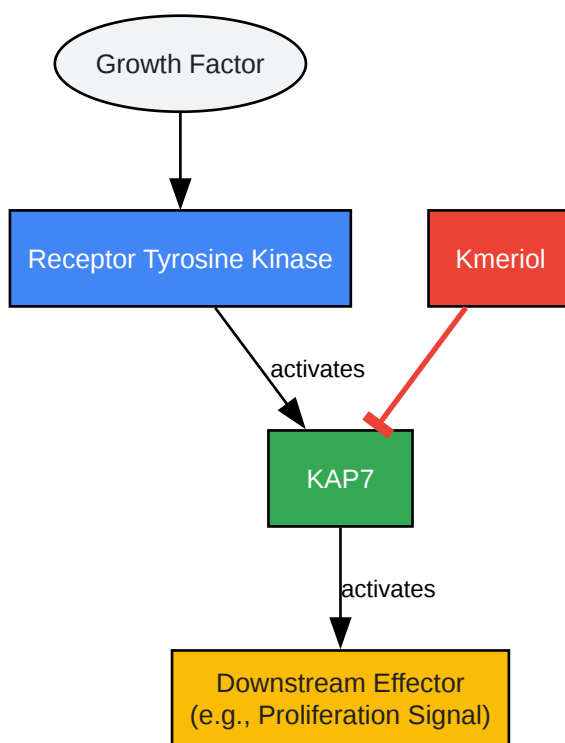 Growth Factor
Receptor Tyrosine Kinase
Kmeriol
activates
KAP7
activates
Downstream Effector
(e.g., Proliferation Signal)